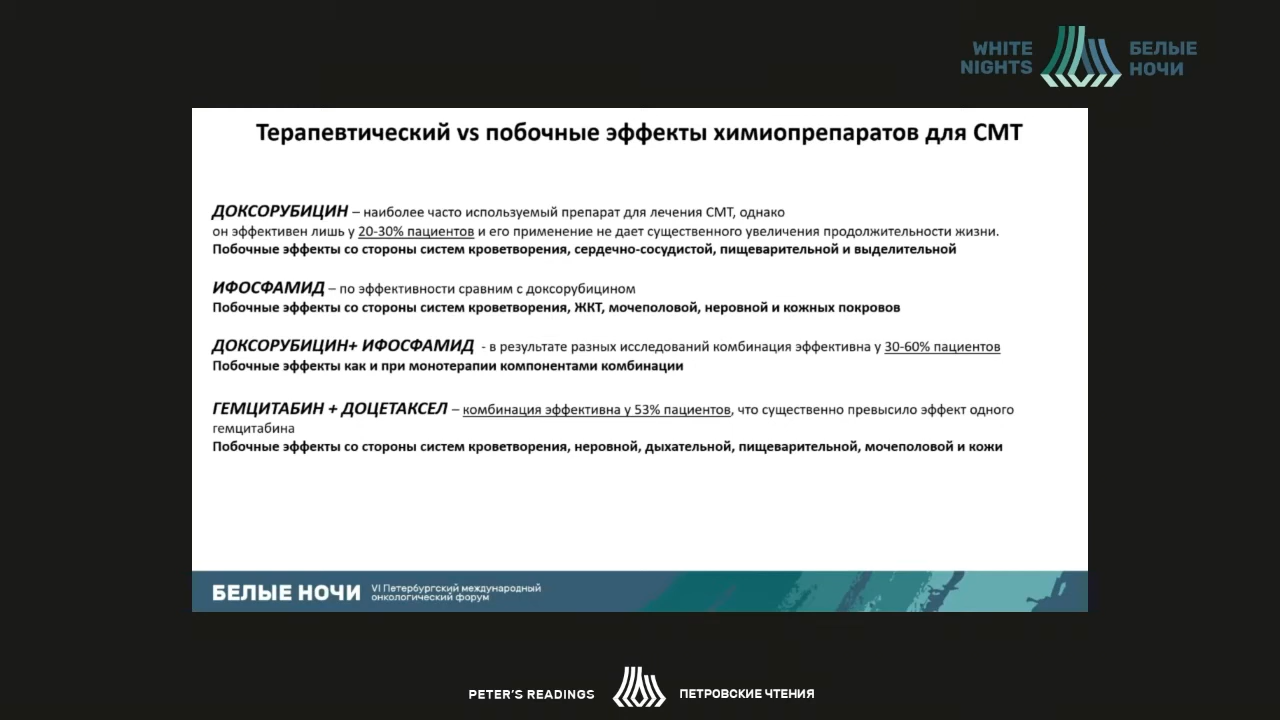 WHITE
NIGHTS
БЕЛЫЕ
НОЧИ
Терапевтический vs побочные эффекты химиопрепаратов для СМТ
ДОКСОРУБИЦИН – наиболее часто используемый препарат для лечения СМТ, однако
он эффективен лишь у 20-30% пациентов и его применение не дает существенного увеличения продолжительности жизни.
Побочные эффекты со стороны систем кроветворения, сердечно-сосудистой, пищеварительной и выделительной
ИФОСФАМИД – по эффективности сравним с доксорубицином
Побочные эффекты со стороны систем кроветворения, ЖКТ, мочеполовой, неровной и кожных покровов
ДОКСОРУБИЦИН+ ИФОСФАМИД - в результате разных исследований комбинация эффективна у 30-60% пациентов
Побочные эффекты как и при монотерапии компонентами комбинации
ГЕМЦИТАБИН + ДОЦЕТАКСЕЛ – комбинация эффективна у 53% пациентов, что существенно превысило эффект одного
гемцитабина
Побочные эффекты со стороны систем кроветворения, неровной, дыхательной, пищеварительной, мочеполовой и кожи
БЕЛЫЕ НОЧИ
VI Петербургский международный
онкологический форум
PETER'S READINGS
ПЕТРОВСКИЕ ЧТЕНИЯ